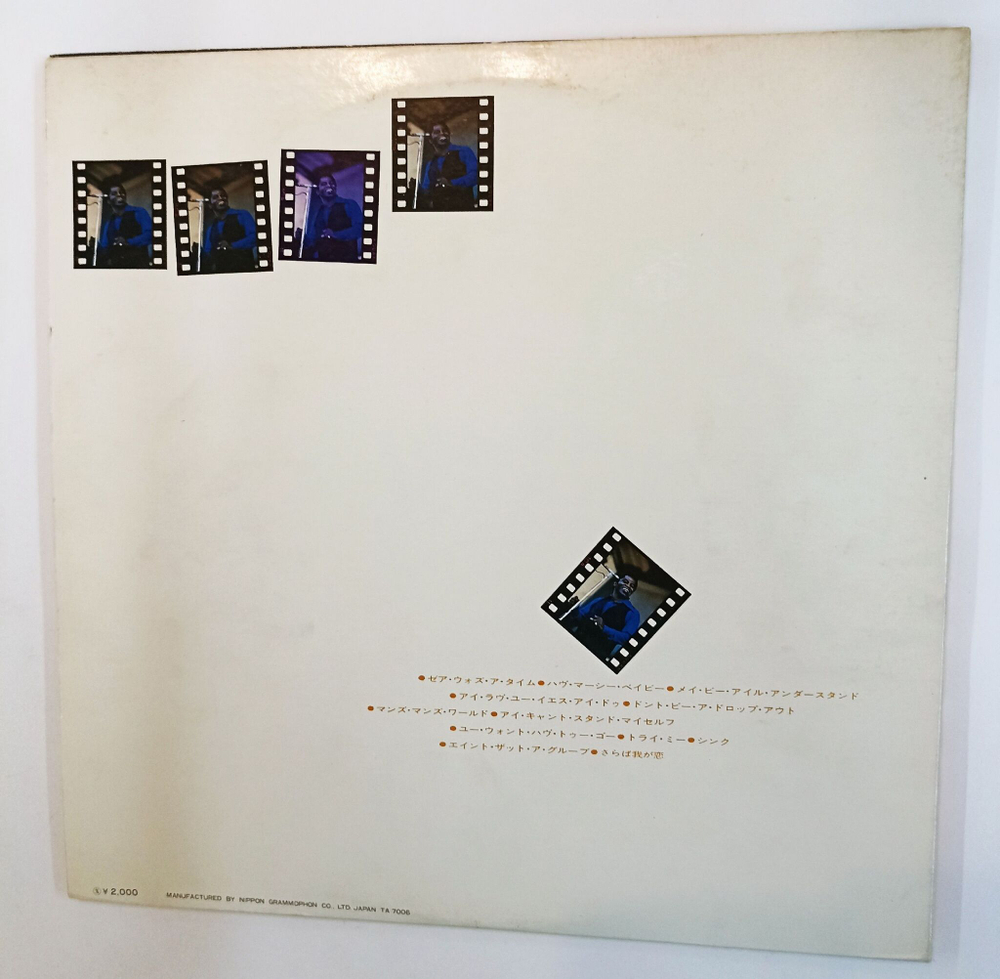 ●ゼア・ウォズ・ア・タイム●ハヴ・マーシー・ベイビー●メイ・ビー・アイル・アンダースタンド
●アイ・ラヴ・ユー・イエス・アイ・ドゥ●ドント・ビー・ア・ドロップ・アウト
●マンズ・マンズ・ワールド●アイ・キャント・スタンド・マイセルフ
●ユー・ウォント・ハヴ・トゥー・ゴー●トライ・ミー●シンク
●エイント・ザット・ア・グルーブ●さらば我が恋
Ⓢ¥2,000 MANUFACTURED BY NIPPON GRAMMOPHON CO., LTD. JAPAN TA 7006